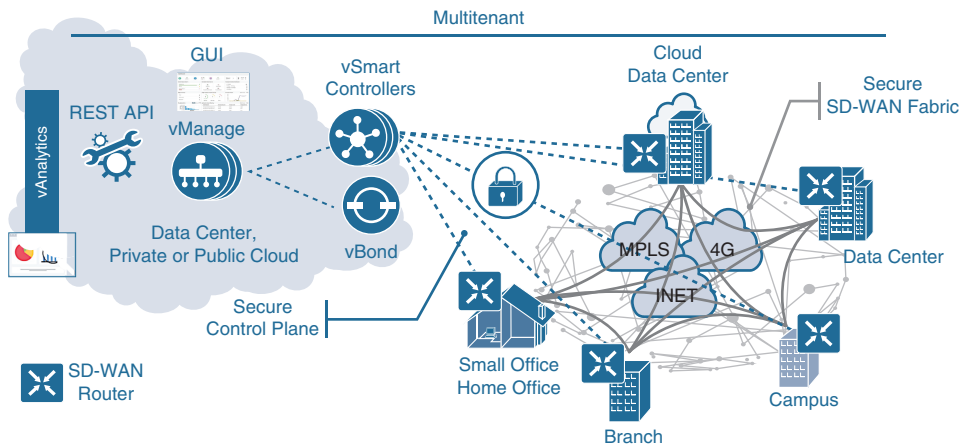 Multitenant
GUI
vSmart
Controllers
Cloud
Data Center
Secure
SD-WAN Fabric
REST API
vManage
vAnalytics
Data Center,
Private or Public Cloud
vBond
MPLS
4G
INET
Data Center
Secure
Control Plane
SD-WAN
Router
Small Office
Home Office
Branch
Campus